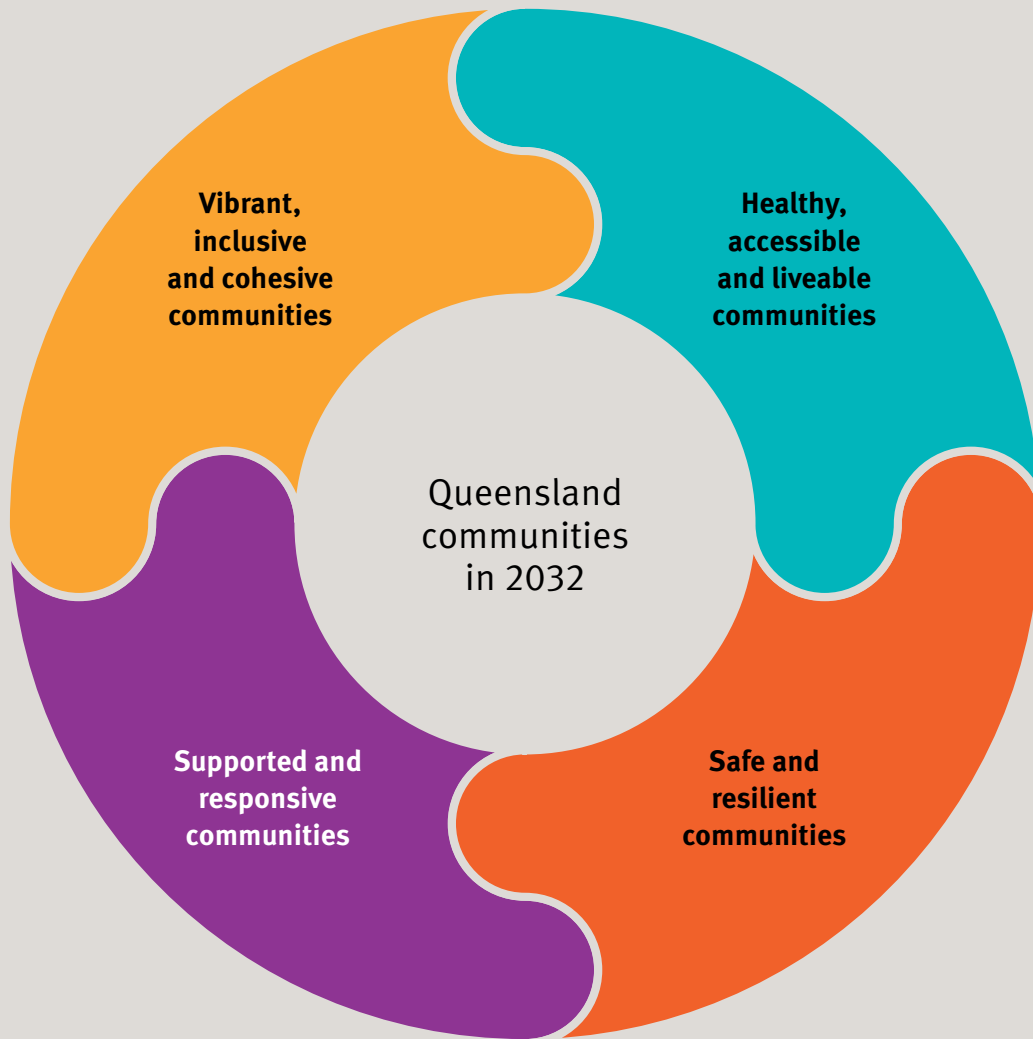 Vibrant,
inclusive
and cohesive
communities
Healthy,
accessible
and liveable
communities
Queensland
communities
in 2032
Supported and
responsive
communities
Safe and
resilient
communities